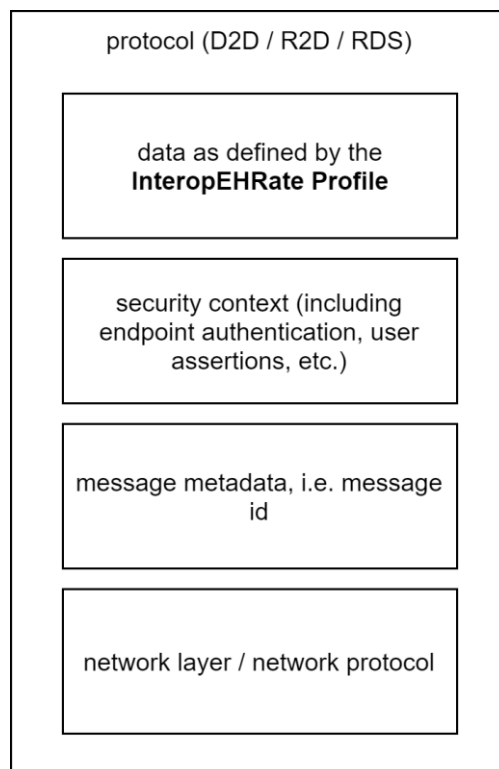 protocol (D2D / R2D / RDS)
data as defined by the
InteropEHRate Profile
security context (including
endpoint authentication, user
assertions, etc.)
message metadata, i.e. message
id
network layer / network protocol